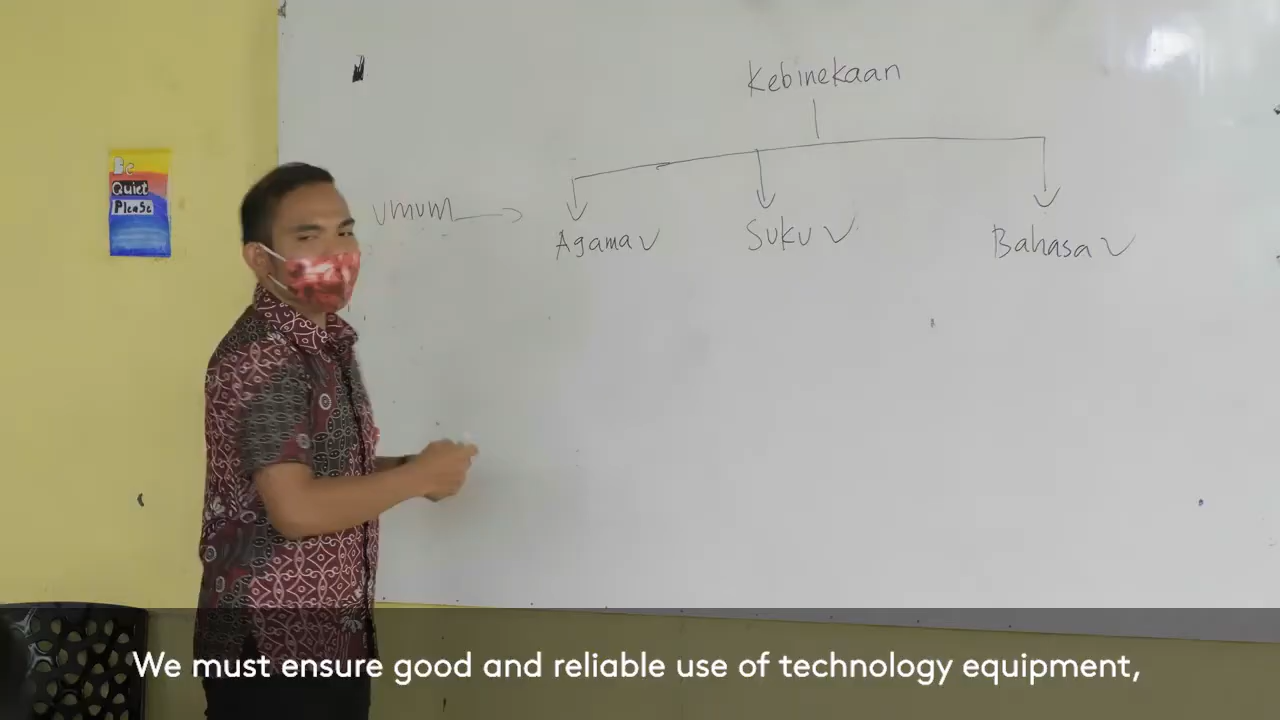 Kebinekaan
Be
Quiet
Please
umum
Agama
Suku
Bahasa
We must ensure good and reliable use of technology equipment,